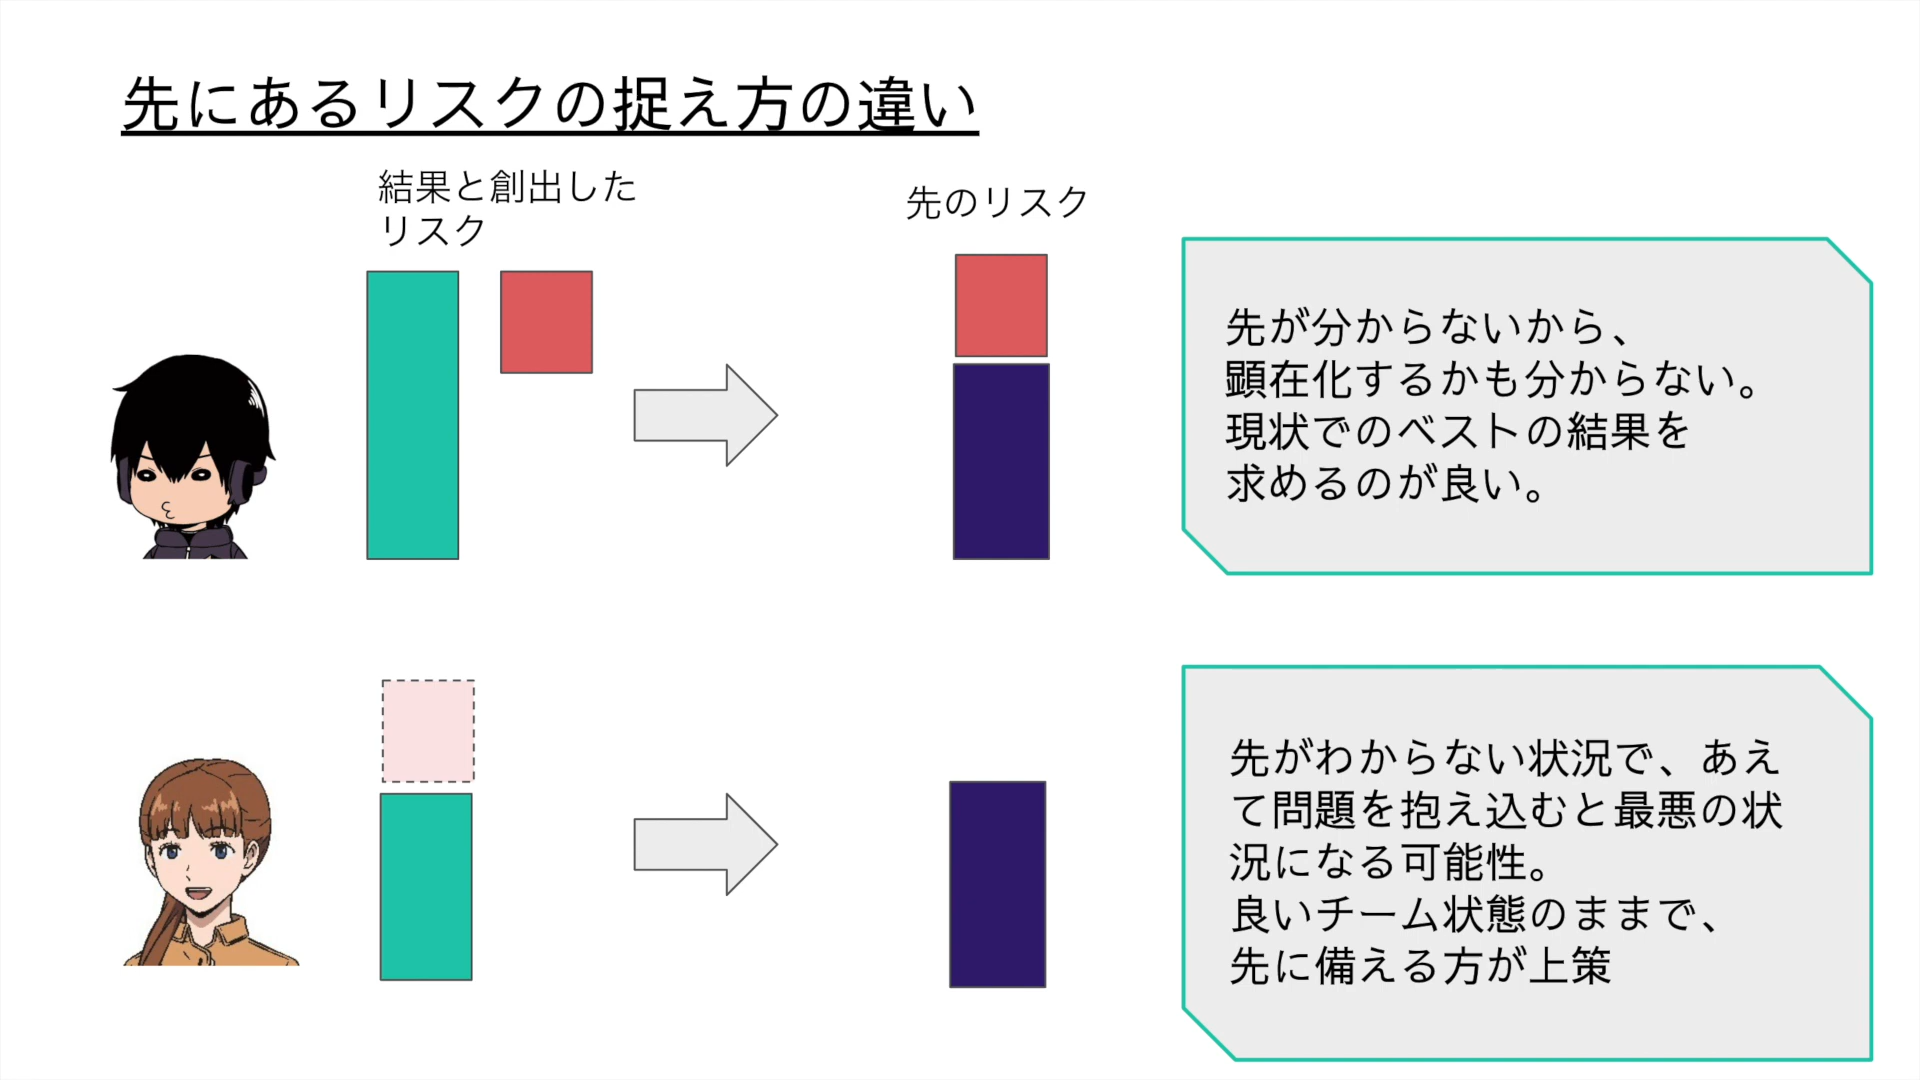 先にあるリスクの捉え方の違い
結果と創出した
リスク
先のリスク
先が分からないから、
顕在化するかも分からない。
現状でのベストの結果を
求めるのが良い。
先がわからない状況で、あえ
て問題を抱え込むと最悪の状
況になる可能性。
良いチーム状態のままで、
先に備える方が上策